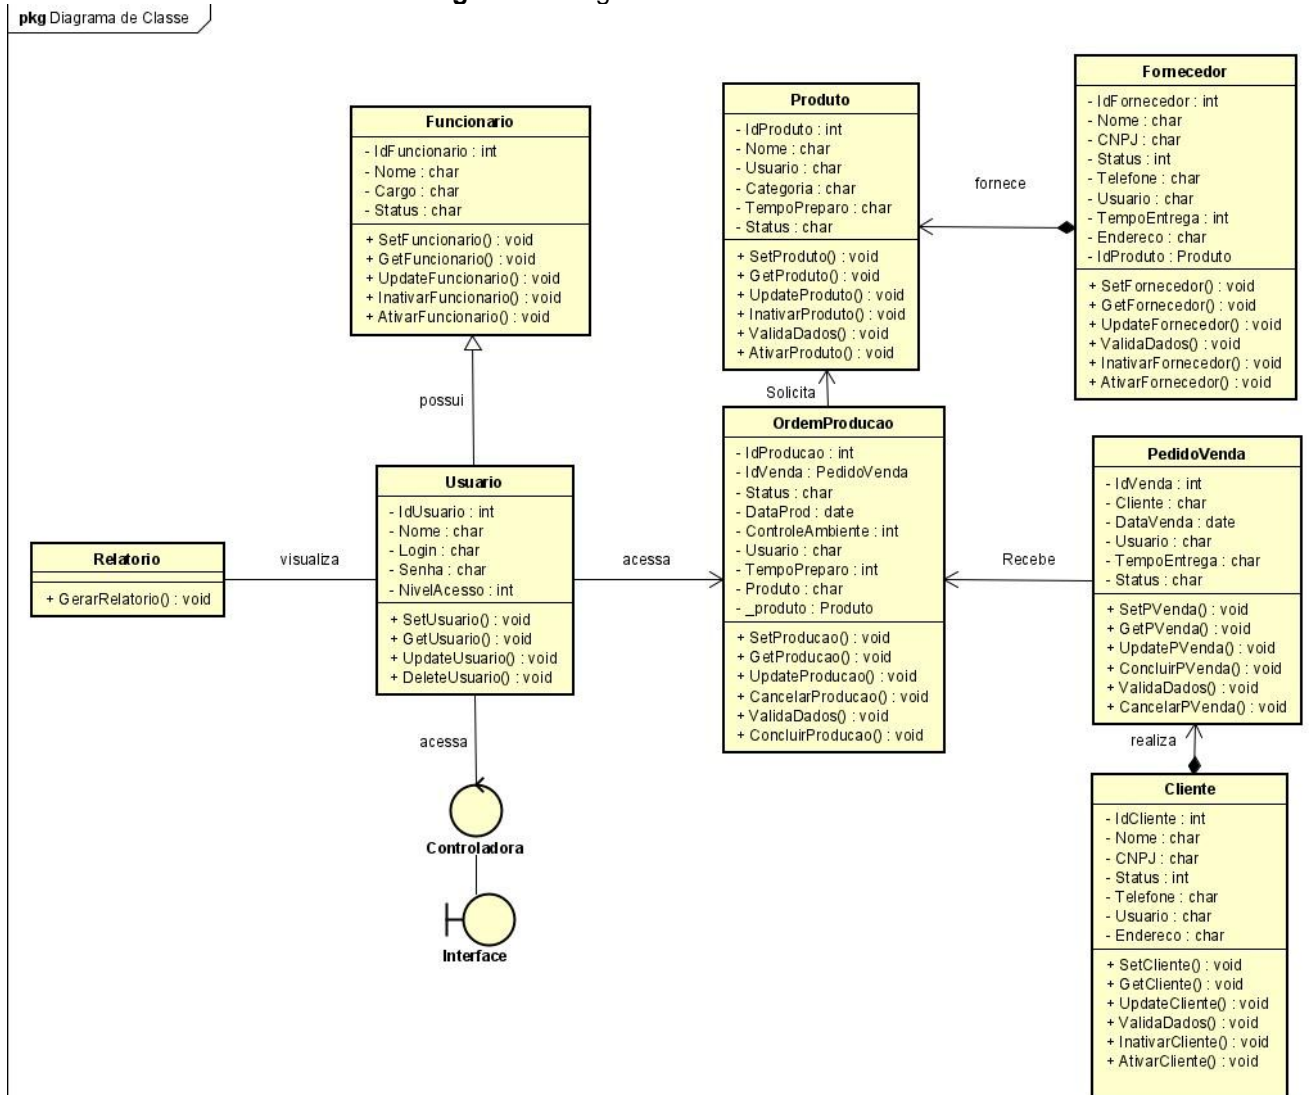 pkg Diagrama de Classe
Funcionario
- IdFuncionario : int
- Nome : char
- Cargo : char
- Status : char
+ SetFuncionario() : void
+ GetFuncionario() : void
+ UpdateFuncionario() : void
+ InativarFuncionario() : void
+ AtivarFuncionario() : void
Produto
- IdProduto : int
- Nome : char
- Usuario : char
- Categoria : char
- TempoPreparo : char
- Status : char
+ SetProduto() : void
+ GetProduto() : void
+ UpdateProduto() : void
+ InativarProduto() : void
+ ValidaDados() : void
+ AtivarProduto() : void
fornece
Fornecedor
- IdFornecedor : int
- Nome : char
- CNPJ : char
- Status : int
- Telefone : char
- Usuario : char
- TempoEntrega : int
- Endereco : char
- IdProduto : Produto
+ SetFornecedor() : void
+ GetFornecedor() : void
+ UpdateFornecedor() : void
+ ValidaDados() : void
+ InativarFornecedor() : void
+ AtivarFornecedor() : void
possui
Solicita
Relatorio
+ GerarRelatorio() : void
visualiza
Usuario
- IdUsuario : int
- Nome : char
- Login : char
- Senha : char
- NivelAcesso : int
+ SetUsuario() : void
+ GetUsuario() : void
+ UpdateUsuario() : void
+ DeleteUsuario() : void
acessa
OrdemProducao
- IdProducao : int
- IdVenda : PedidoVenda
- Status : char
- DataProd : date
- ControleAmbiente : int
- Usuario : char
- TempoPreparo : int
- Produto : char
- _produto : Produto
+ SetProducao() : void
+ GetProducao() : void
+ UpdateProducao() : void
+ CancelarProducao() : void
+ ValidaDados() : void
+ ConcluirProducao() : void
Recebe
PedidoVenda
- IdVenda : int
- Cliente : char
- DataVenda : date
- Usuario : char
- TempoEntrega : char
- Status : char
+ SetPVenda() : void
+ GetPVenda() : void
+ UpdatePVenda() : void
+ ConcluirPVenda() : void
+ ValidaDados() : void
+ CancelarPVenda() : void
acessa
realiza
Controladora
Interface
Cliente
- IdCliente : int
- Nome : char
- CNPJ : char
- Status : int
- Telefone : char
- Usuario : char
- Endereco : char
+ SetCliente() : void
+ GetCliente() : void
+ UpdateCliente() : void
+ ValidaDados() : void
+ InativarCliente() : void
+ AtivarCliente() : void